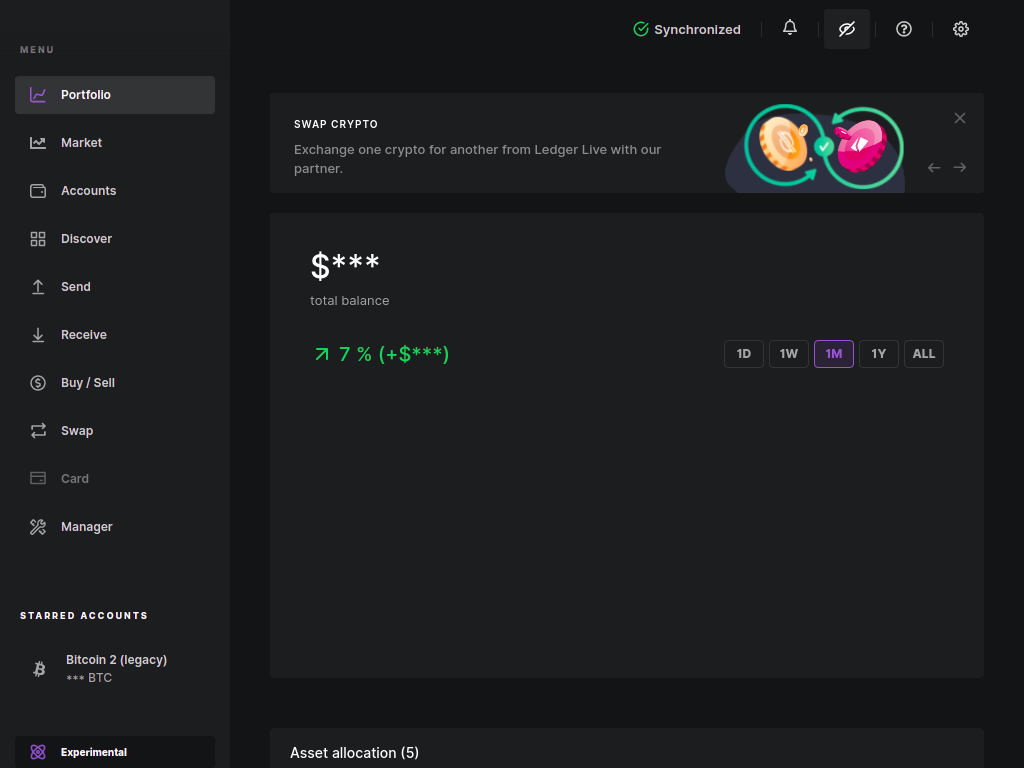 MENU
Portfolio
Market
Accounts
Discover
Send
Receive
Buy / Sell
Swap
Card
Manager
STARRED ACCOUNTS
Bitcoin 2 (legacy)
*** BTC
Experimental
Synchronized
SWAP CRYPTO
Exchange one crypto for another from Ledger Live with our
partner.
$***
total balance
7 % (+$***)
1D 1W 1M 1Y ALL
Asset allocation (5)